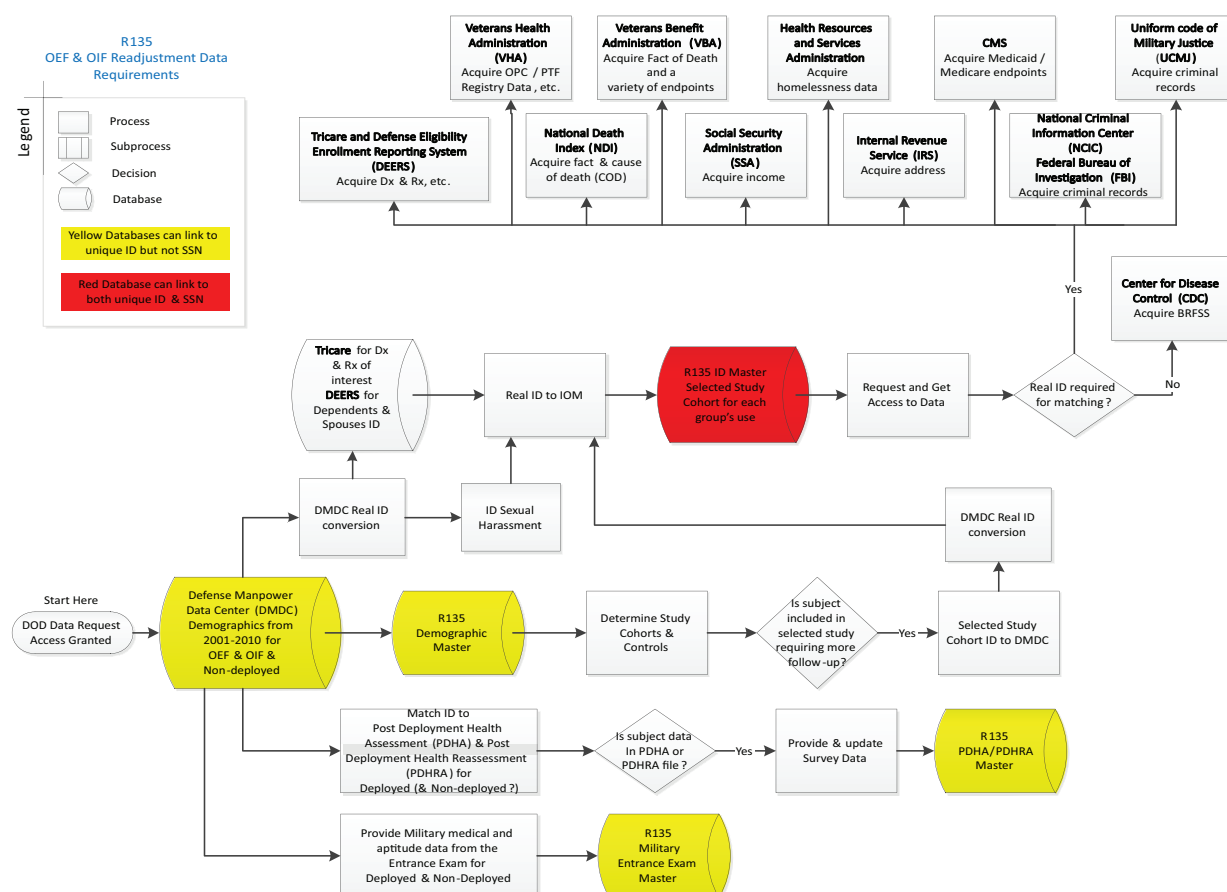 R135
OEF & OIF Readjustment Data
Requirements
Legend
Process
Subprocess
Decision
Database
Yellow Databases can link to
unique ID but not SSN
Red Database can link to
both unique ID & SSN
Veterans Health
Administration
(VHA)
Acquire OPC / PTF
Registry Data , etc.
Veterans Benefit
Administration (VBA)
Acquire Fact of Death
and a
variety of endpoints
Health Resources
and Services
Administration
Acquire
homelessness data
CMS
Acquire Medicaid /
Medicare endpoints
Uniform code of
Military Justice
(UCMJ)
Acquire criminal
records
Tricare and Defense Eligibility
Enrollment Reporting System
(DEERS)
Acquire Dx & Rx, etc.
National Death
Index (NDI)
Acquire fact & cause
of death (COD)
Social Security
Administration
(SSA)
Acquire income
Internal Revenue
Service (IRS)
Acquire address
National Criminal
Information Center
(NCIC)
Federal Bureau of
Investigation (FBI)
Acquire criminal records
Yes
Center for Disease
Control (CDC)
Acquire BRFSS
Tricare for Dx
& Rx of
interest
DEERS for
Dependents &
Spouses ID
Real ID to IOM
R135 ID Master
Selected Study
Cohort for each
group's use
Request and Get
Access to Data
Real ID required
for matching ?
No
DMDC Real ID
conversion
ID Sexual
Harassment
DMDC Real ID
conversion
Start Here
DOD Data Request
Access Granted
Defense Manpower
Data Center (DMDC)
Demographics from
2001-2010 for
OEF & OIF &
Non-deployed
R135
Demographic
Master
Determine Study
Cohorts &
Controls
Is subject
included in
selected study
requiring more
follow-up?
Yes
Selected Study
Cohort ID to DMDC
Match ID to
Post Deployment Health
Assessment (PDHA) & Post
Deployment Health Reassessment
(PDHRA) for
Deployed (& Non-deployed ?)
Is subject data
in PDHA or
PDHRA file ?
Yes
Provide & update
Survey Data
R135
PDHA/PDHRA
Master
Provide Military medical and
aptitude data from the
Entrance Exam for
Deployed & Non-Deployed
R135
Military
Entrance Exam
Master